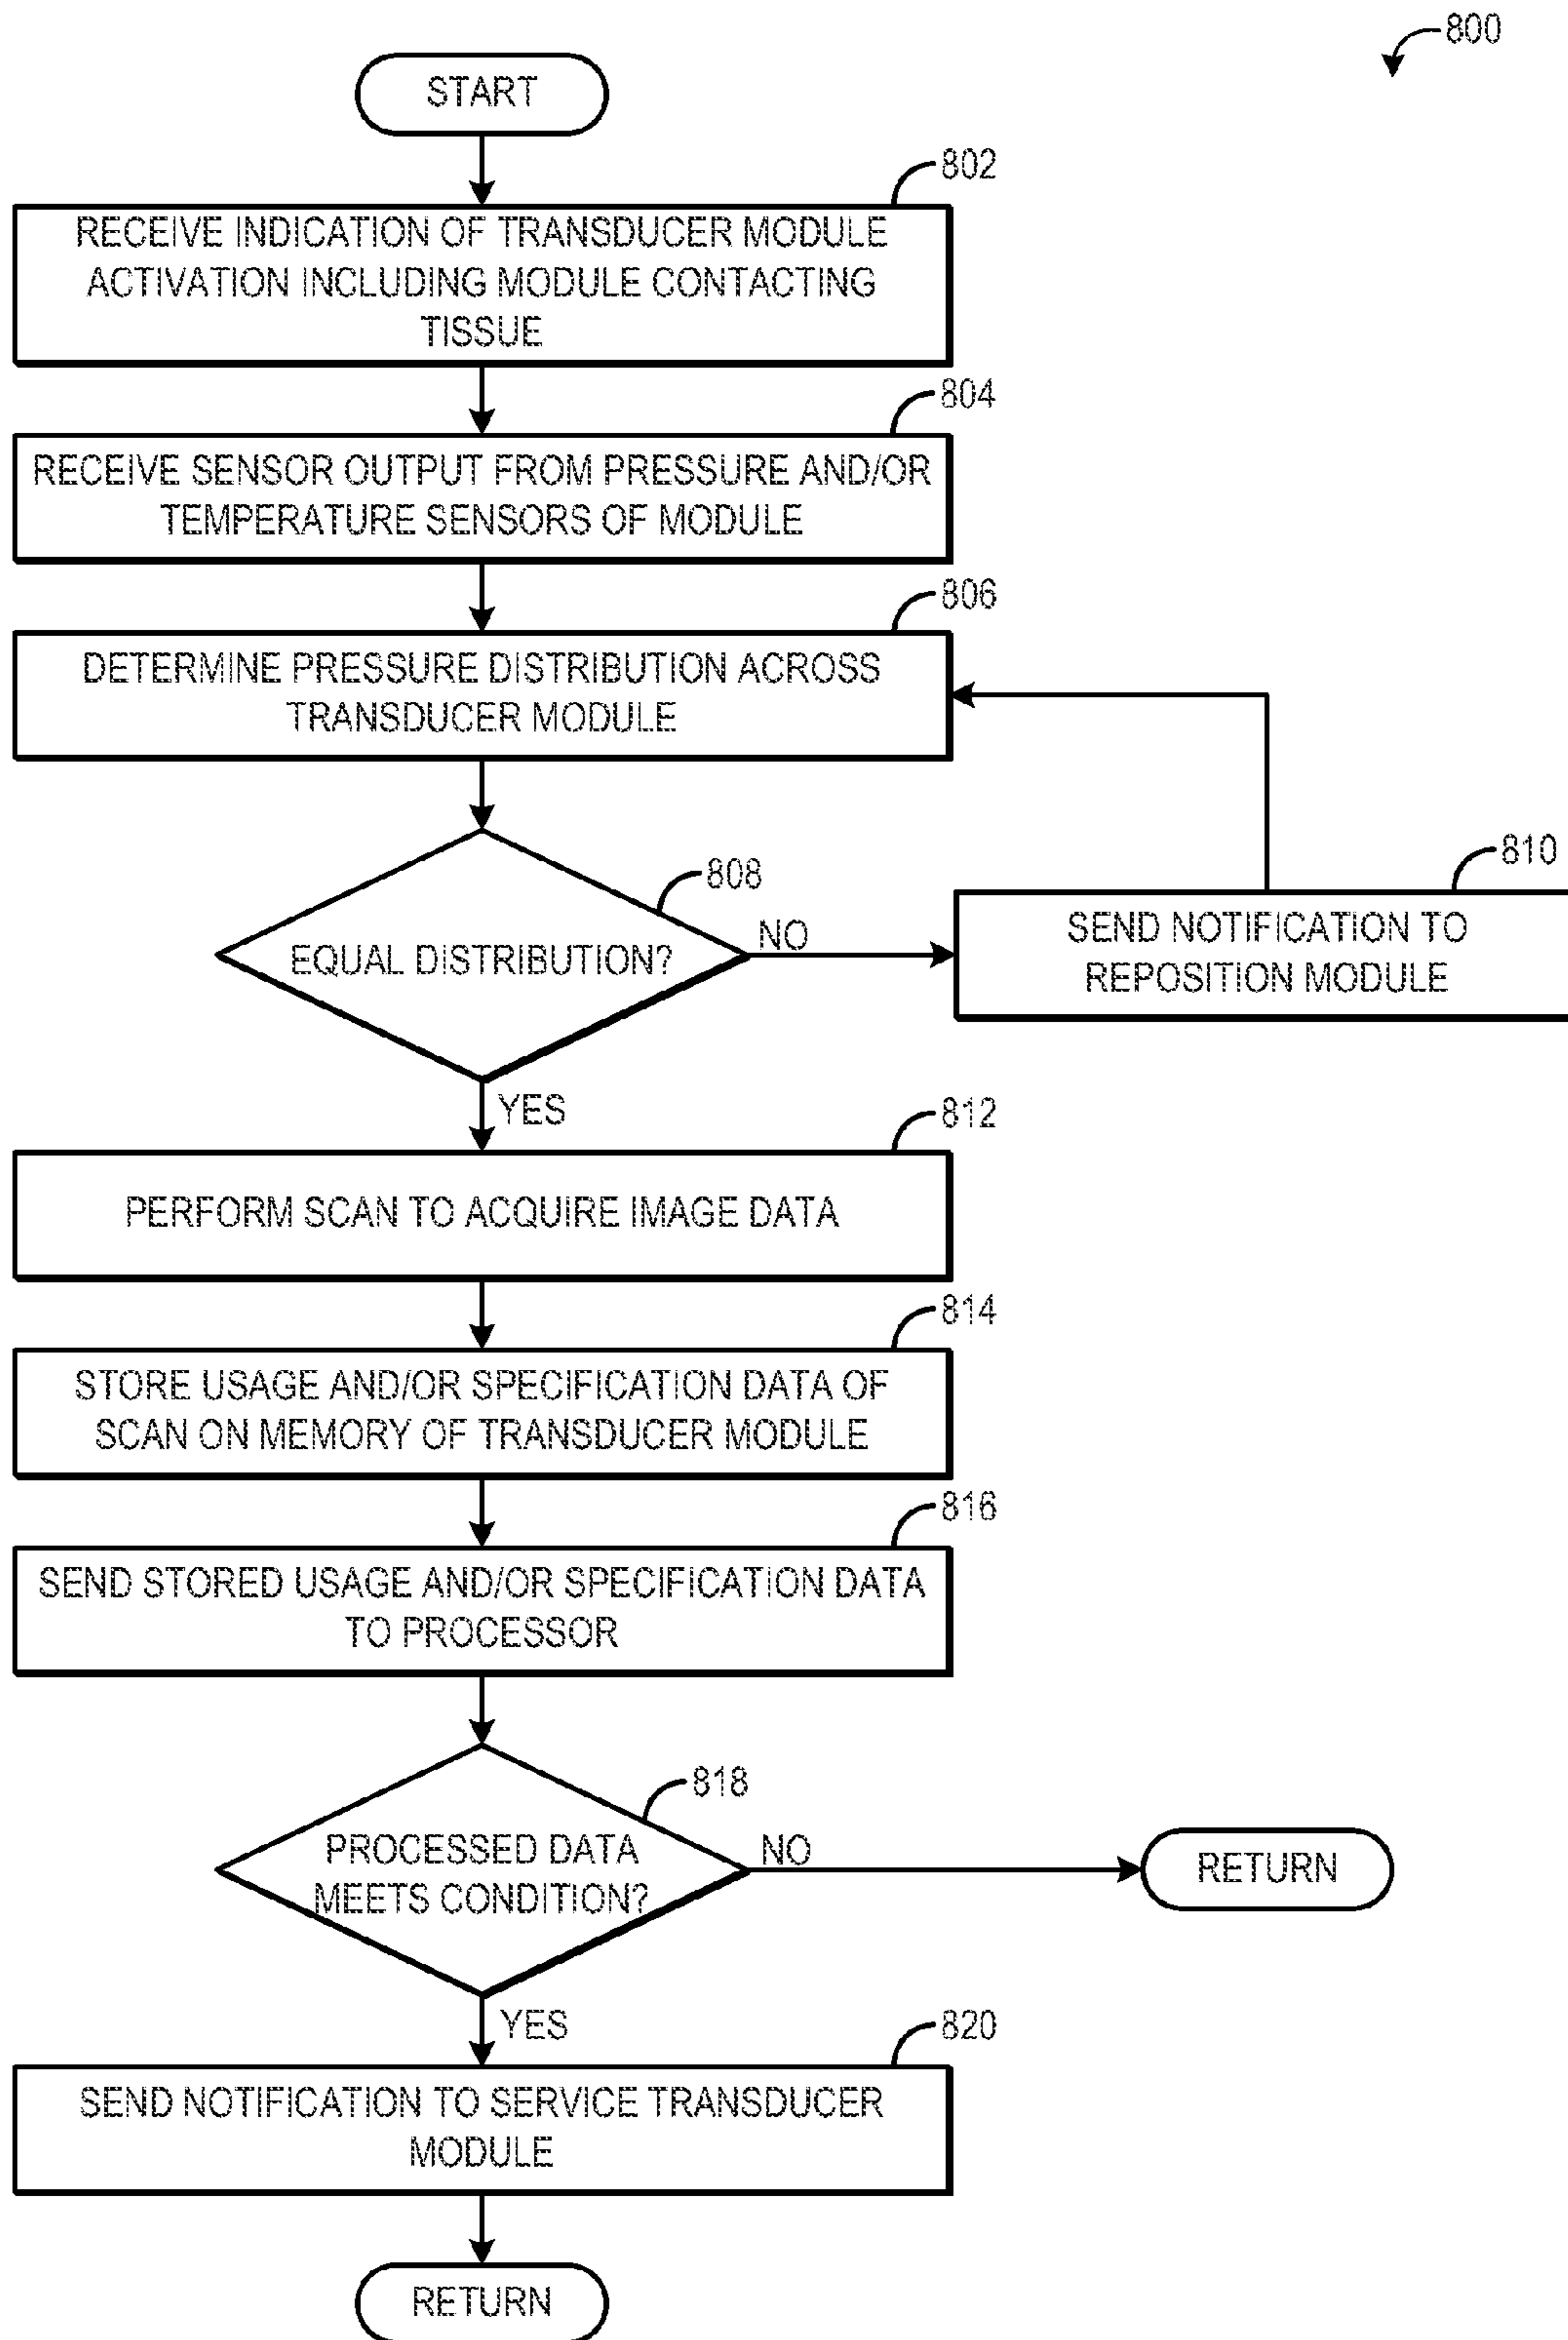 800
START
802
RECEIVE INDICATION OF TRANSDUCER MODULE
ACTIVATION INCLUDING MODULE CONTACTING
TISSUE
804
RECEIVE SENSOR OUTPUT FROM PRESSURE AND/OR
TEMPERATURE SENSORS OF MODULE
806
DETERMINE PRESSURE DISTRIBUTION ACROSS
TRANSDUCER MODULE
808
EQUAL DISTRIBUTION?
NO
810
SEND NOTIFICATION TO
REPOSITION MODULE
YES
812
PERFORM SCAN TO ACQUIRE IMAGE DATA
814
STORE USAGE AND/OR SPECIFICATION DATA OF
SCAN ON MEMORY OF TRANSDUCER MODULE
816
SEND STORED USAGE AND/OR SPECIFICATION DATA
TO PROCESSOR
818
PROCESSED DATA
MEETS CONDITION?
NO
RETURN
YES
820
SEND NOTIFICATION TO SERVICE TRANSDUCER
MODULE
RETURN